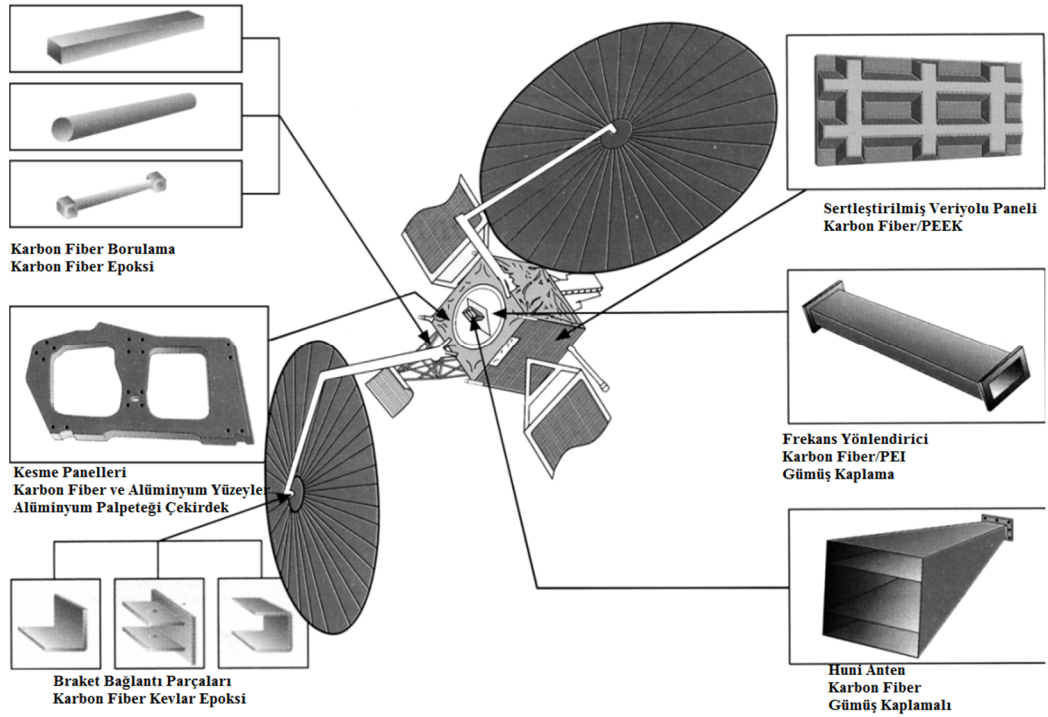 Karbon Fiber Borulama
Karbon Fiber Epoksi
Sertleştirilmiş Veriyolu Paneli
Karbon Fiber/PEEK
Kesme Panelleri
Karbon Fiber ve Alüminyum Yüzeyler
Alüminyum Palpeteği Çekirdek
Frekans Yönlendirici
Karbon Fiber/PEI
Gümüş Kaplama
Braket Bağlantı Parçaları
Karbon Fiber Kevlar Epoksi
Huni Anten
Karbon Fiber
Gümüş Kaplamalı